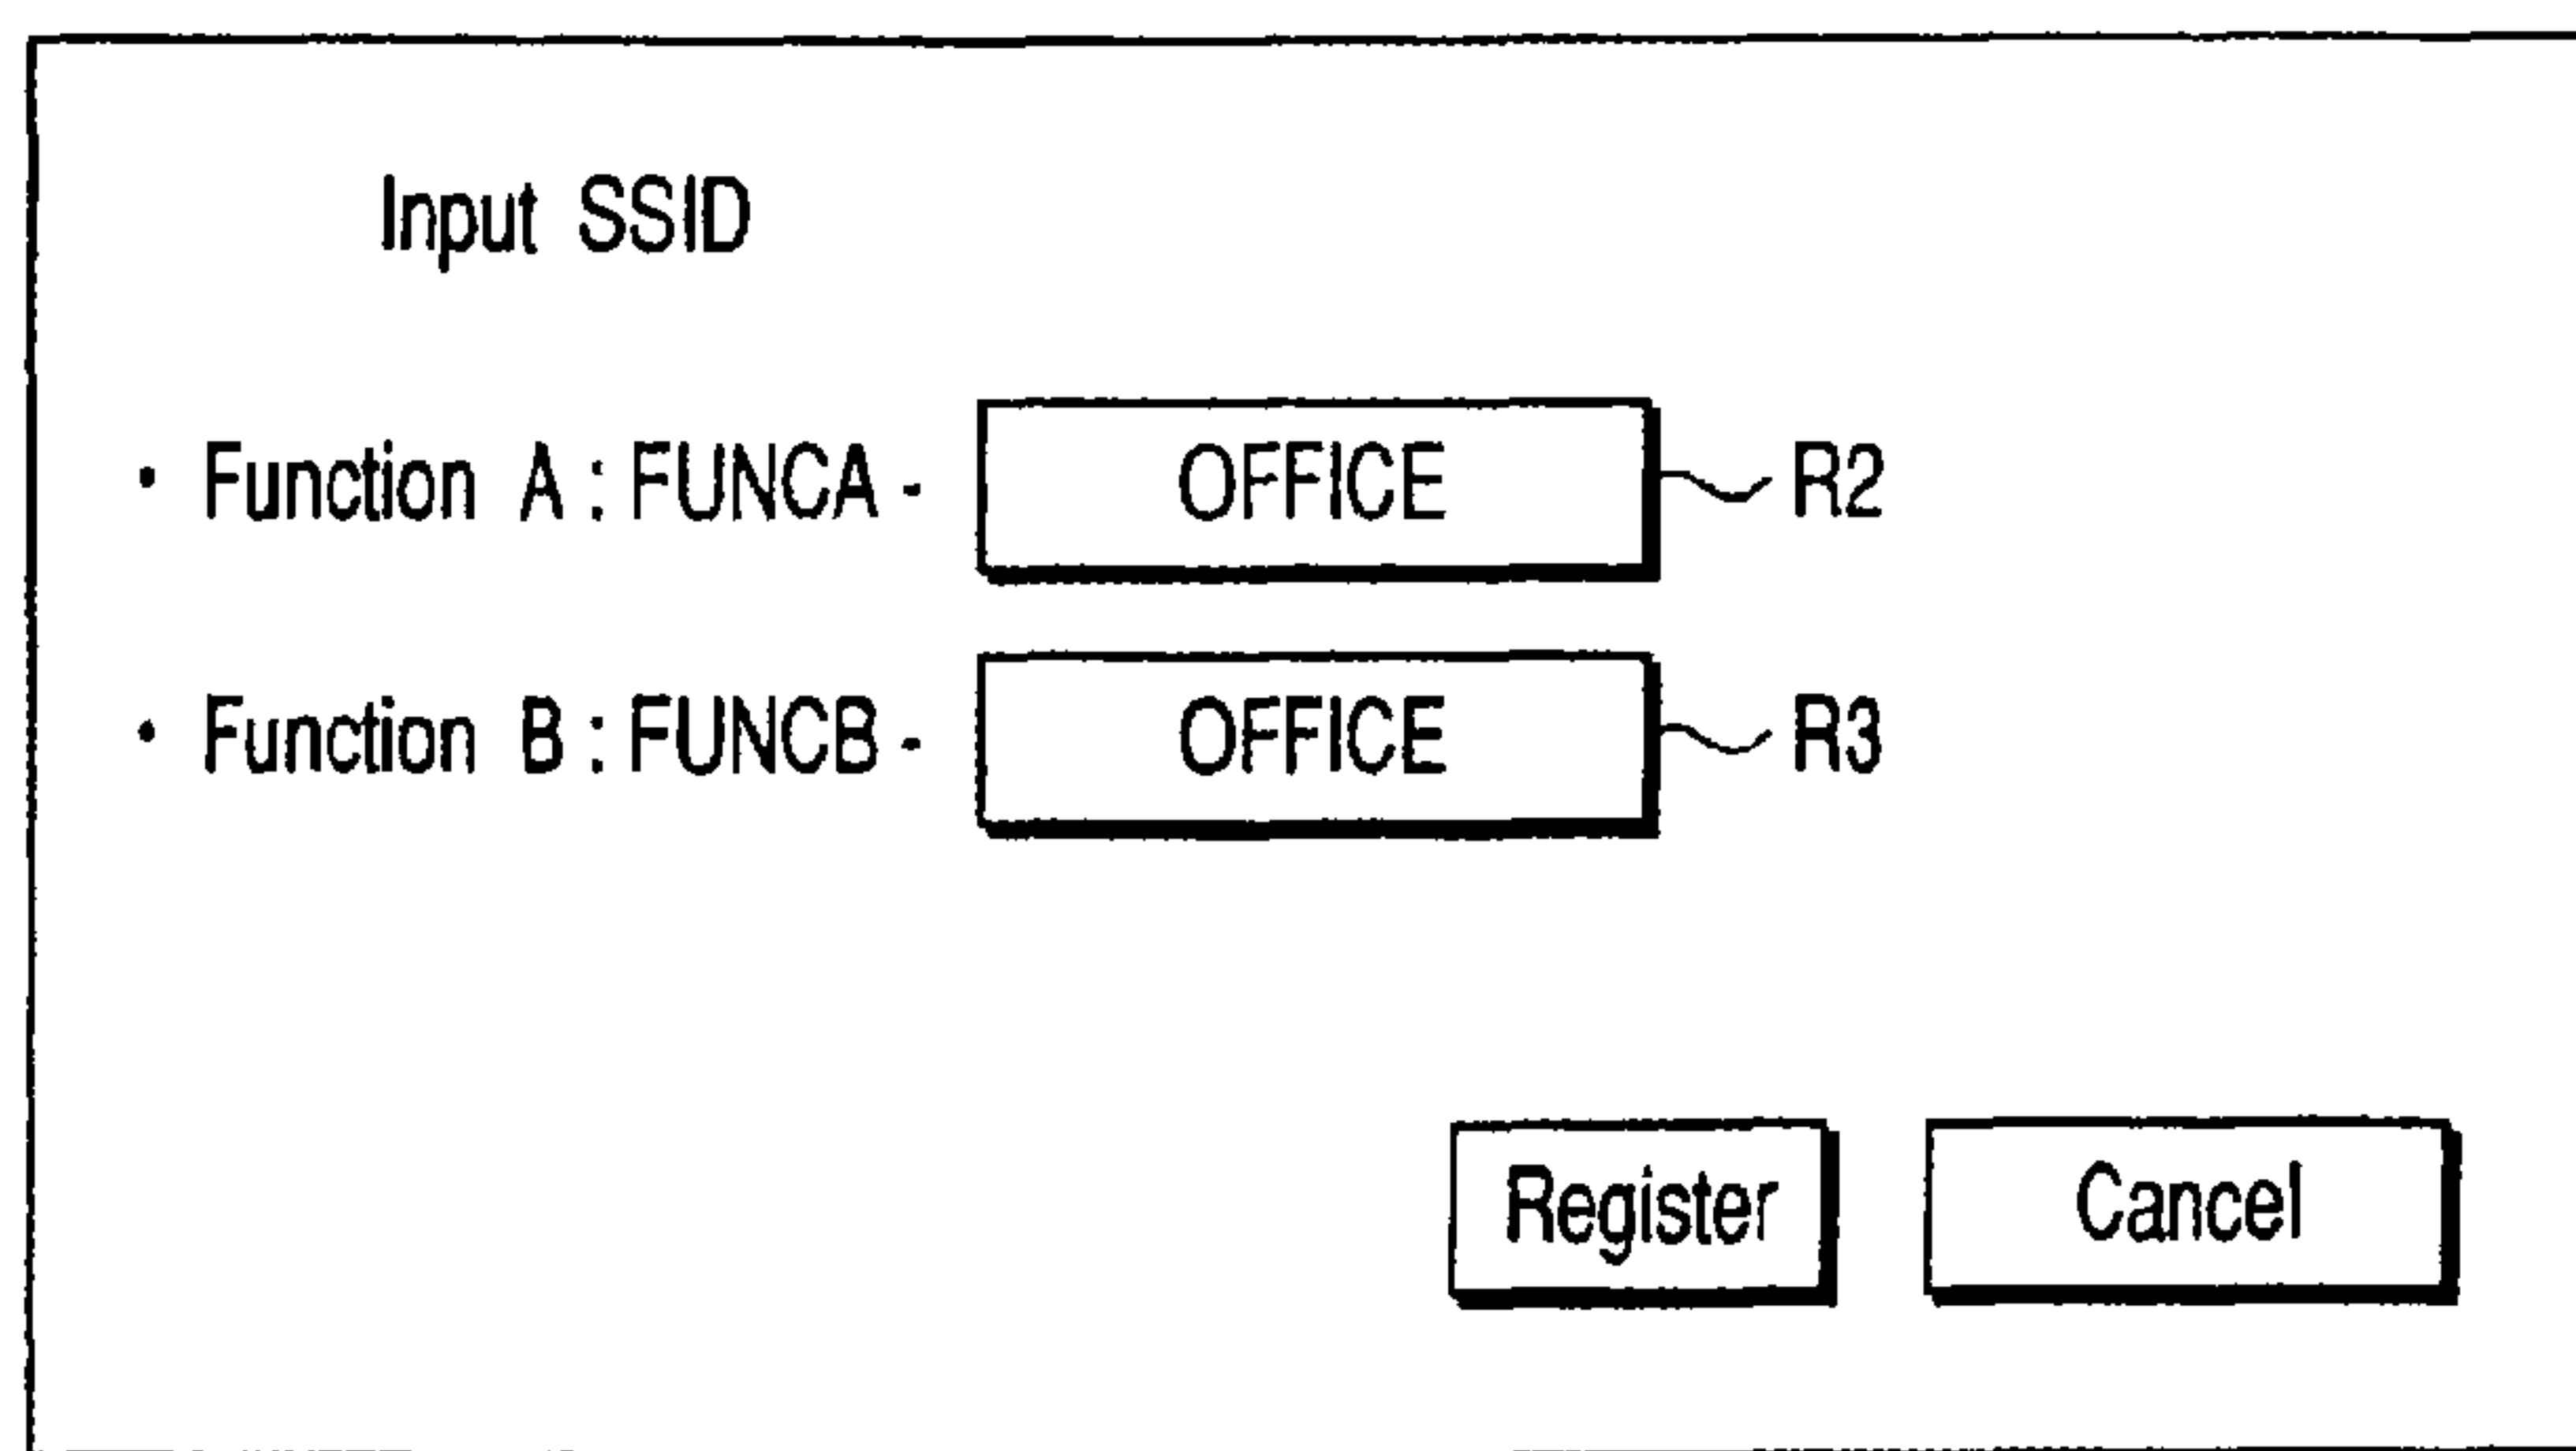 Input SSID
• Function A : FUNCA - OFFICE R2
• Function B : FUNCB - OFFICE R3
Register Cancel